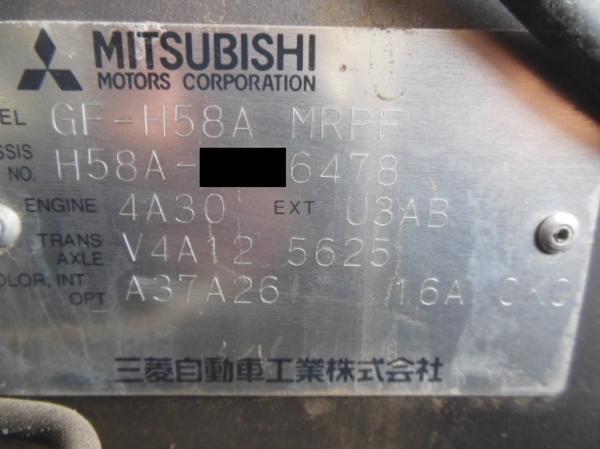 MITSUBISHI
MOTORS CORPORATION
EL GF-H58A MRPF
SSIS NO. H58A- 6478
ENGINE 4A30 EXT U3AB
TRANS AXLE V4A12 5625
OLOR, INT OPT A37A26 16A CKC
三菱自動車工業株式会社